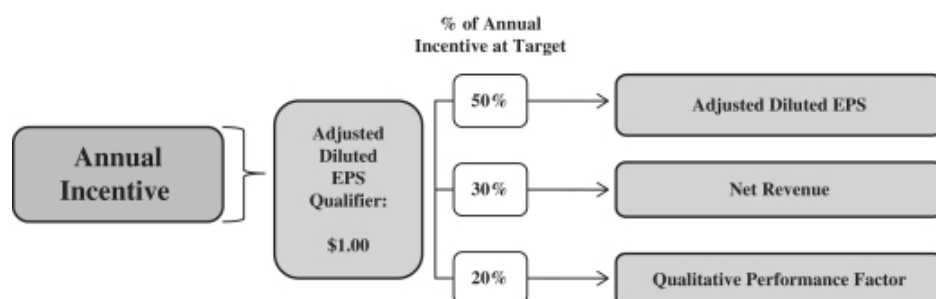 % of Annual
Incentive at Target
Annual
Incentive
Adjusted
Diluted
EPS
Qualifier:
$1.00
50%
Adjusted Diluted EPS
30%
Net Revenue
20%
Qualitative Performance Factor